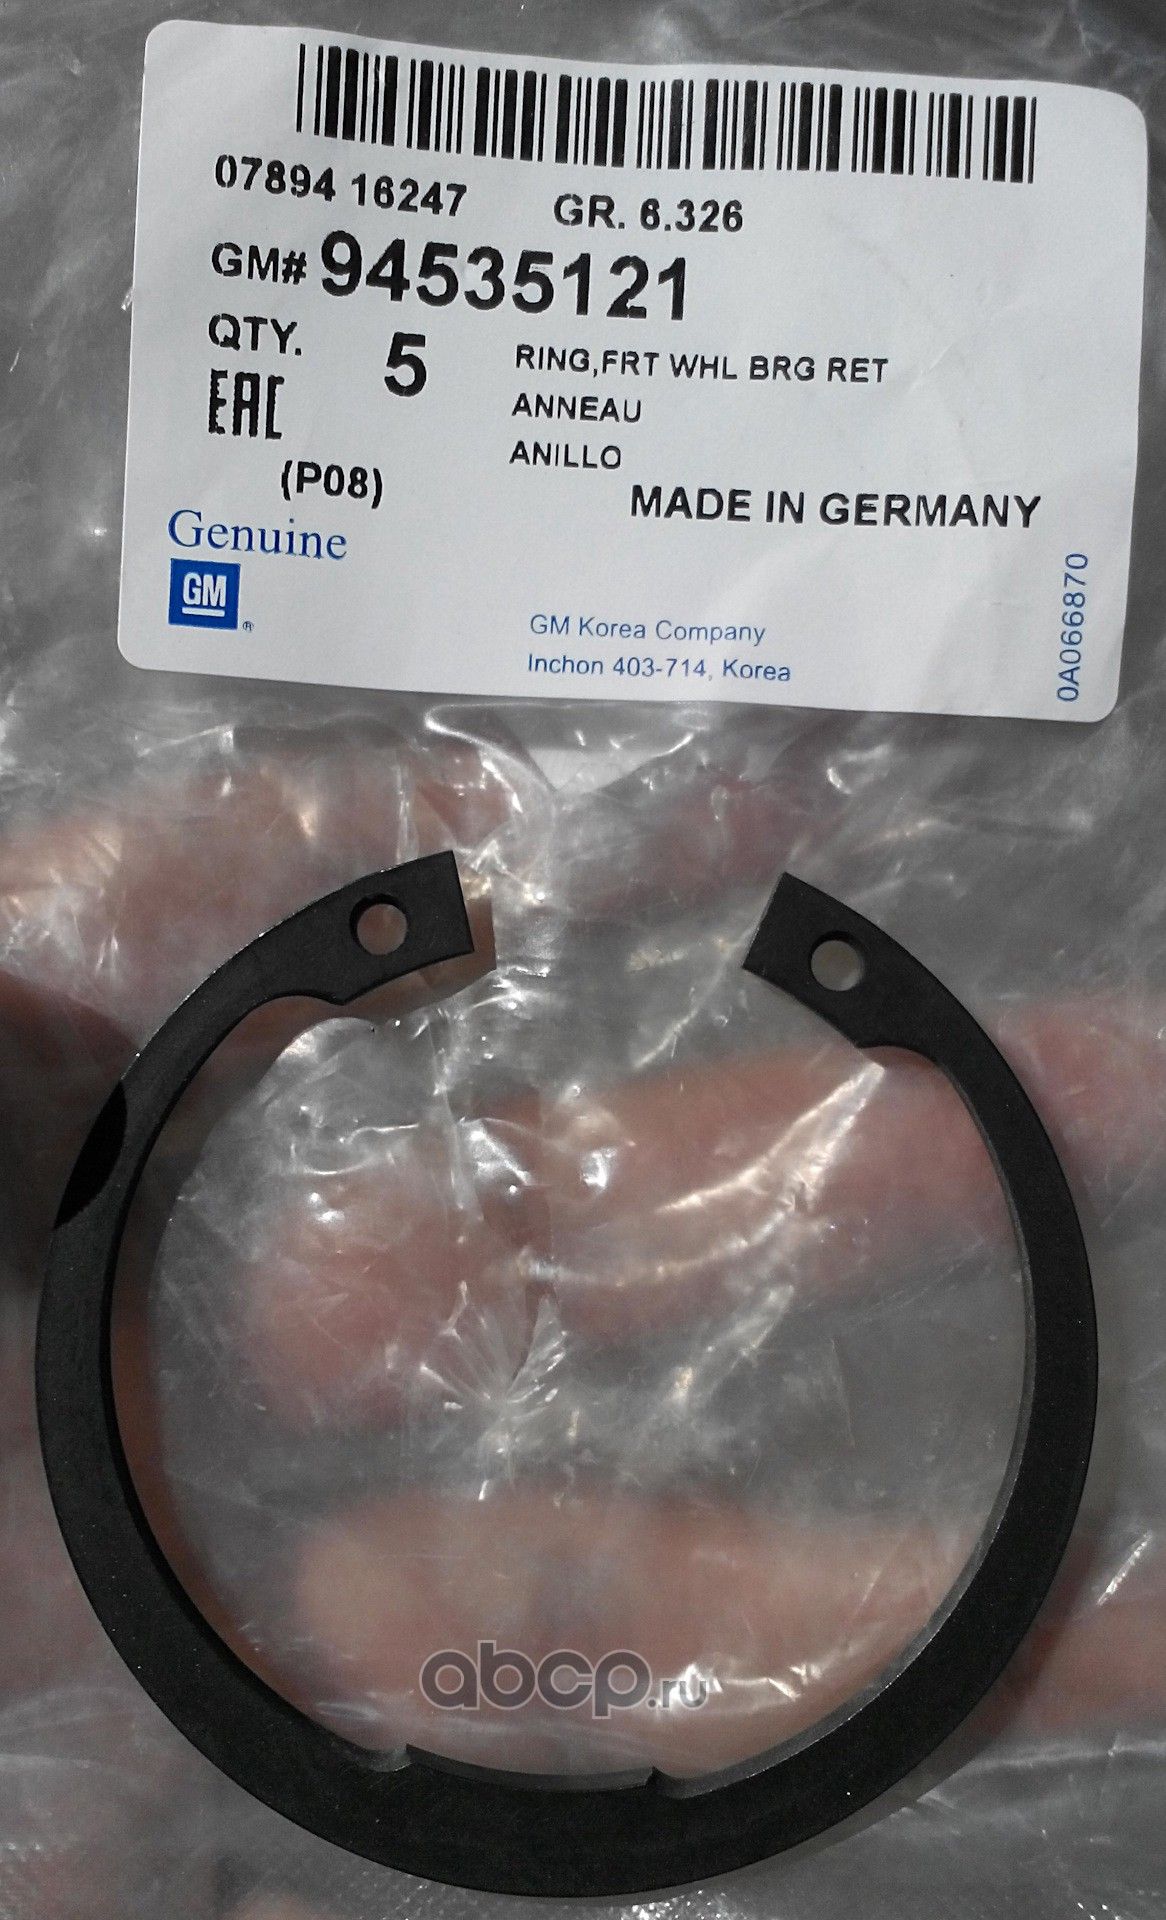 07894 16247 GR. 6.326
GM# 94535121
QTY. 5
RING,FRT WHL BRG RET
ANNEAU
ANILLO
EAC
(P08)
MADE IN GERMANY
Genuine
GM ®
GM Korea Company
Inchon 403-714, Korea
0A066870
abcp.ru